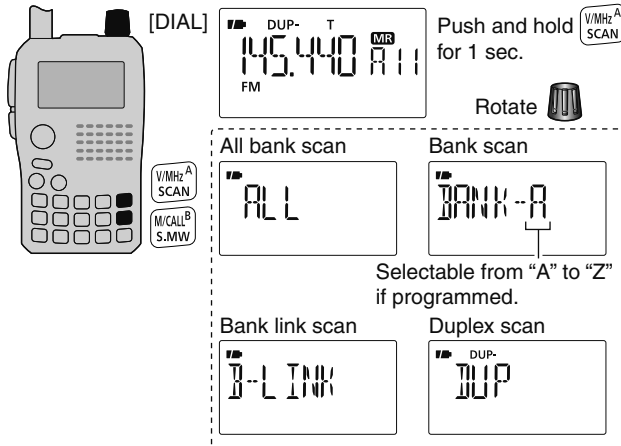 [DIAL]
DUP- T
145.440 MR A11
FM
Push and hold V/MHz A SCAN
for 1 sec.
Rotate
V/MHz A
SCAN
M/CALL B
S.MW
All bank scan
ALL
Bank scan
BANK-A
Selectable from “A” to “Z”
if programmed.
Bank link scan
B-LINK
Duplex scan
DUP-
DUP